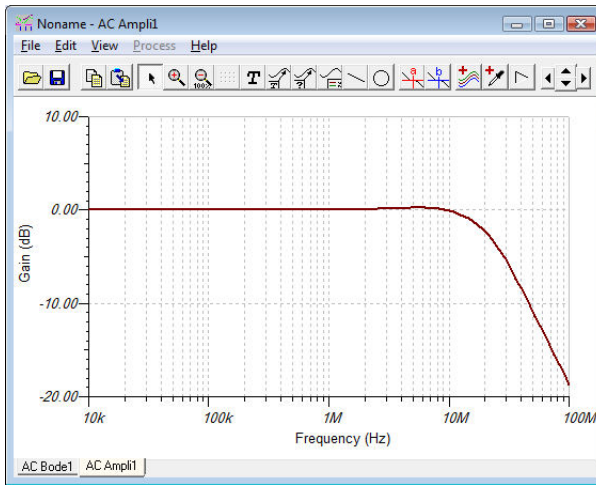 Noname - AC Ampli1
File Edit View Process Help
100%
T
a
b
10.00
0.00
-10.00
-20.00
Gain (dB)
10k 100k 1M 10M 100M
Frequency (Hz)
AC Bode1 AC Ampli1